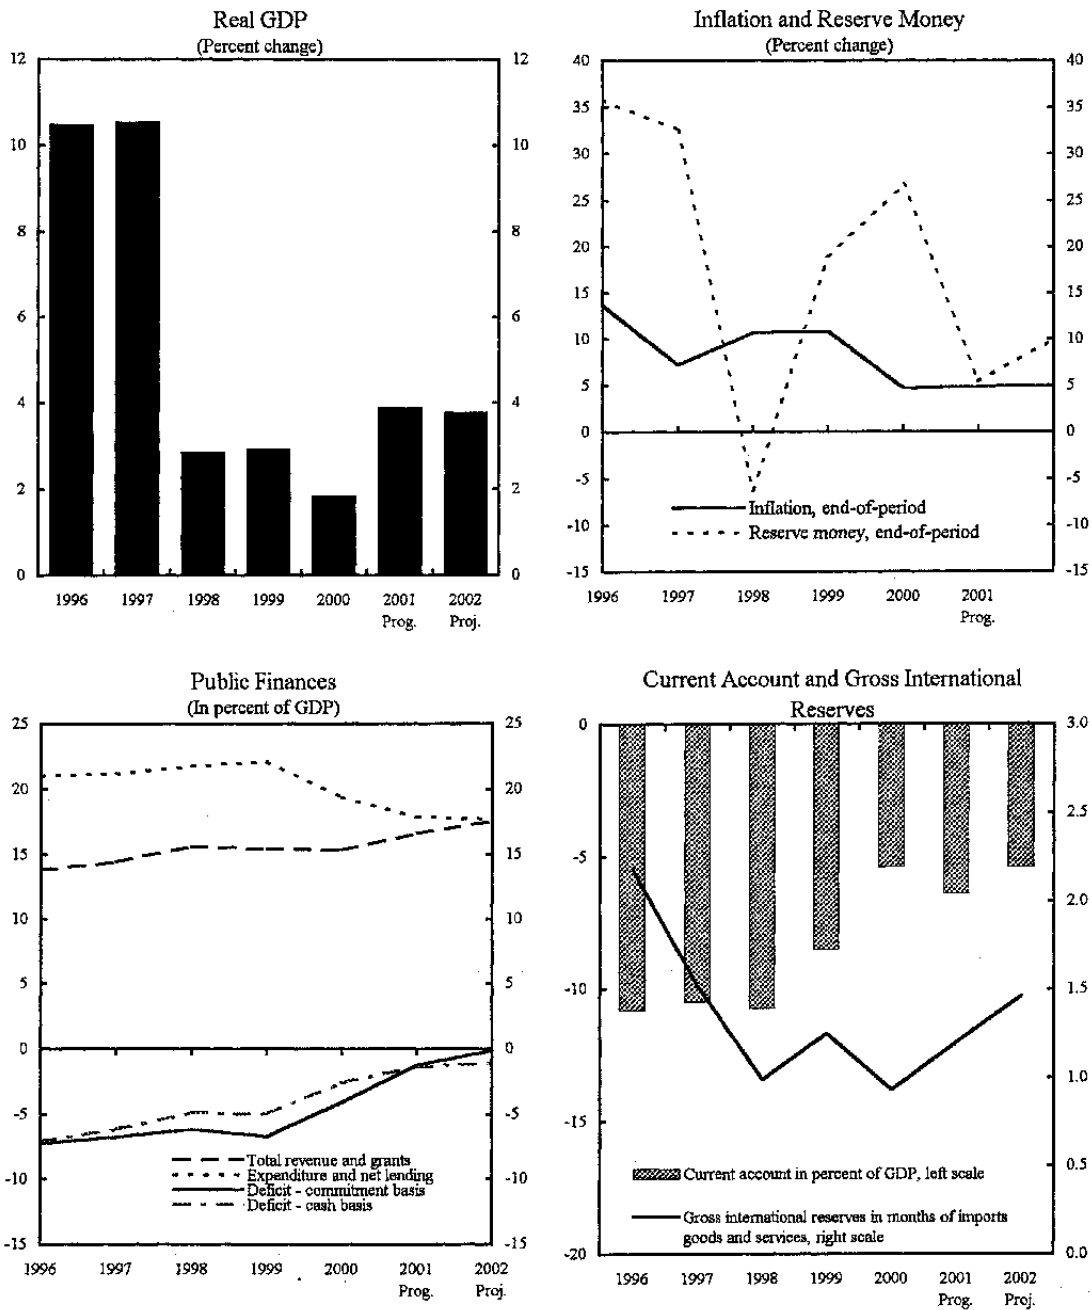 Real GDP
(Percent change)
12
10
8
6
4
2
0
12
10
8
6
4
2
0
1996 1997 1998 1999 2000 2001 2002
Prog. Proj.
Inflation and Reserve Money
(Percent change)
40
35
30
25
20
15
10
5
0
-5
-10
-15
40
35
30
25
20
15
10
5
0
-5
-10
-15
Inflation, end-of-period
Reserve money, end-of-period
1996 1997 1998 1999 2000 2001
Prog.
Public Finances
(In percent of GDP)
25
20
15
10
5
0
-5
-10
-15
25
20
15
10
5
0
-5
-10
-15
Total revenue and grants
Expenditure and net lending
Deficit - commitment basis
Deficit - cash basis
1996 1997 1998 1999 2000 2001 2002
Prog. Proj.
Current Account and Gross International
Reserves
0
-5
-10
-15
-20
3.0
2.5
2.0
1.5
1.0
0.5
0.0
Current account in percent of GDP, left scale
Gross international reserves in months of imports
goods and services, right scale
1996 1997 1998 1999 2000 2001 2002
Prog. Proj.